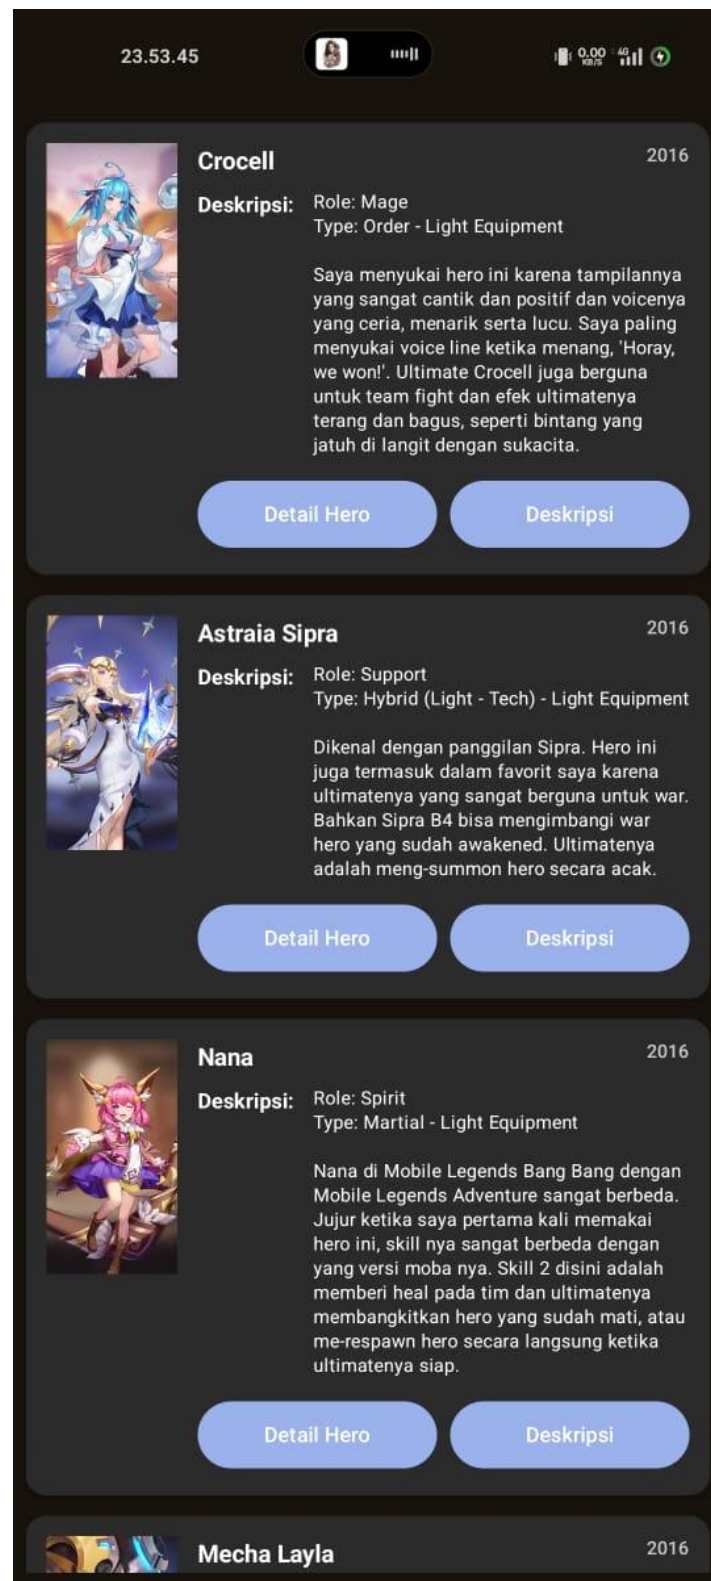 23.53.45
0.00
KB/S
4G
Crocell
2016
Deskripsi:
Role: Mage
Type: Order - Light Equipment
Saya menyukai hero ini karena tampilannya
yang sangat cantik dan positif dan voicenya
yang ceria, menarik serta lucu. Saya paling
menyukai voice line ketika menang, 'Horay,
we won!'. Ultimate Crocell juga berguna
untuk team fight dan efek ultimatenya
terang dan bagus, seperti bintang yang
jatuh di langit dengan sukacita.
Detail Hero
Deskripsi
Astraia Sipra
2016
Deskripsi:
Role: Support
Type: Hybrid (Light - Tech) - Light Equipment
Dikenal dengan panggilan Sipra. Hero ini
juga termasuk dalam favorit saya karena
ultimatenya yang sangat berguna untuk war.
Bahkan Sipra B4 bisa mengimbangi war
hero yang sudah awakened. Ultimatenya
adalah meng-summon hero secara acak.
Detail Hero
Deskripsi
Nana
2016
Deskripsi:
Role: Spirit
Type: Martial - Light Equipment
Nana di Mobile Legends Bang Bang dengan
Mobile Legends Adventure sangat berbeda.
Jujur ketika saya pertama kali memakai
hero ini, skill nya sangat berbeda dengan
yang versi moba nya. Skill 2 disini adalah
memberi heal pada tim dan ultimatenya
membangkitkan hero yang sudah mati, atau
me-respawn hero secara langsung ketika
ultimatenya siap.
Detail Hero
Deskripsi
Mecha Layla
2016